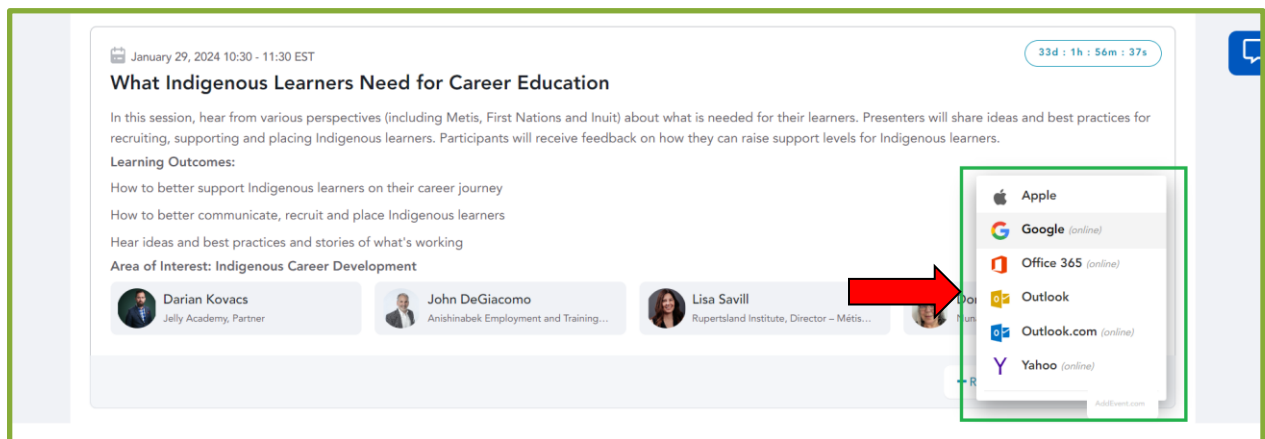 January 29, 2024 10:30 - 11:30 EST
33d : 1h : 56m : 37s
What Indigenous Learners Need for Career Education
In this session, hear from various perspectives (including Metis, First Nations and Inuit) about what is needed for their learners. Presenters will share ideas and best practices for
recruiting, supporting and placing Indigenous learners. Participants will receive feedback on how they can raise support levels for Indigenous learners.
Learning Outcomes:
How to better support Indigenous learners on their career journey
How to better communicate, recruit and place Indigenous learners
Hear ideas and best practices and stories of what's working
Area of Interest: Indigenous Career Development
Darian Kovacs
Jelly Academy, Partner
John DeGiacomo
Anishinabek Employment and Training...
Lisa Savill
Rupertsland Institute, Director – Métis...
Apple
Google (online)
Office 365 (online)
Outlook
Outlook.com (online)
Yahoo (online)
AddEvent.com